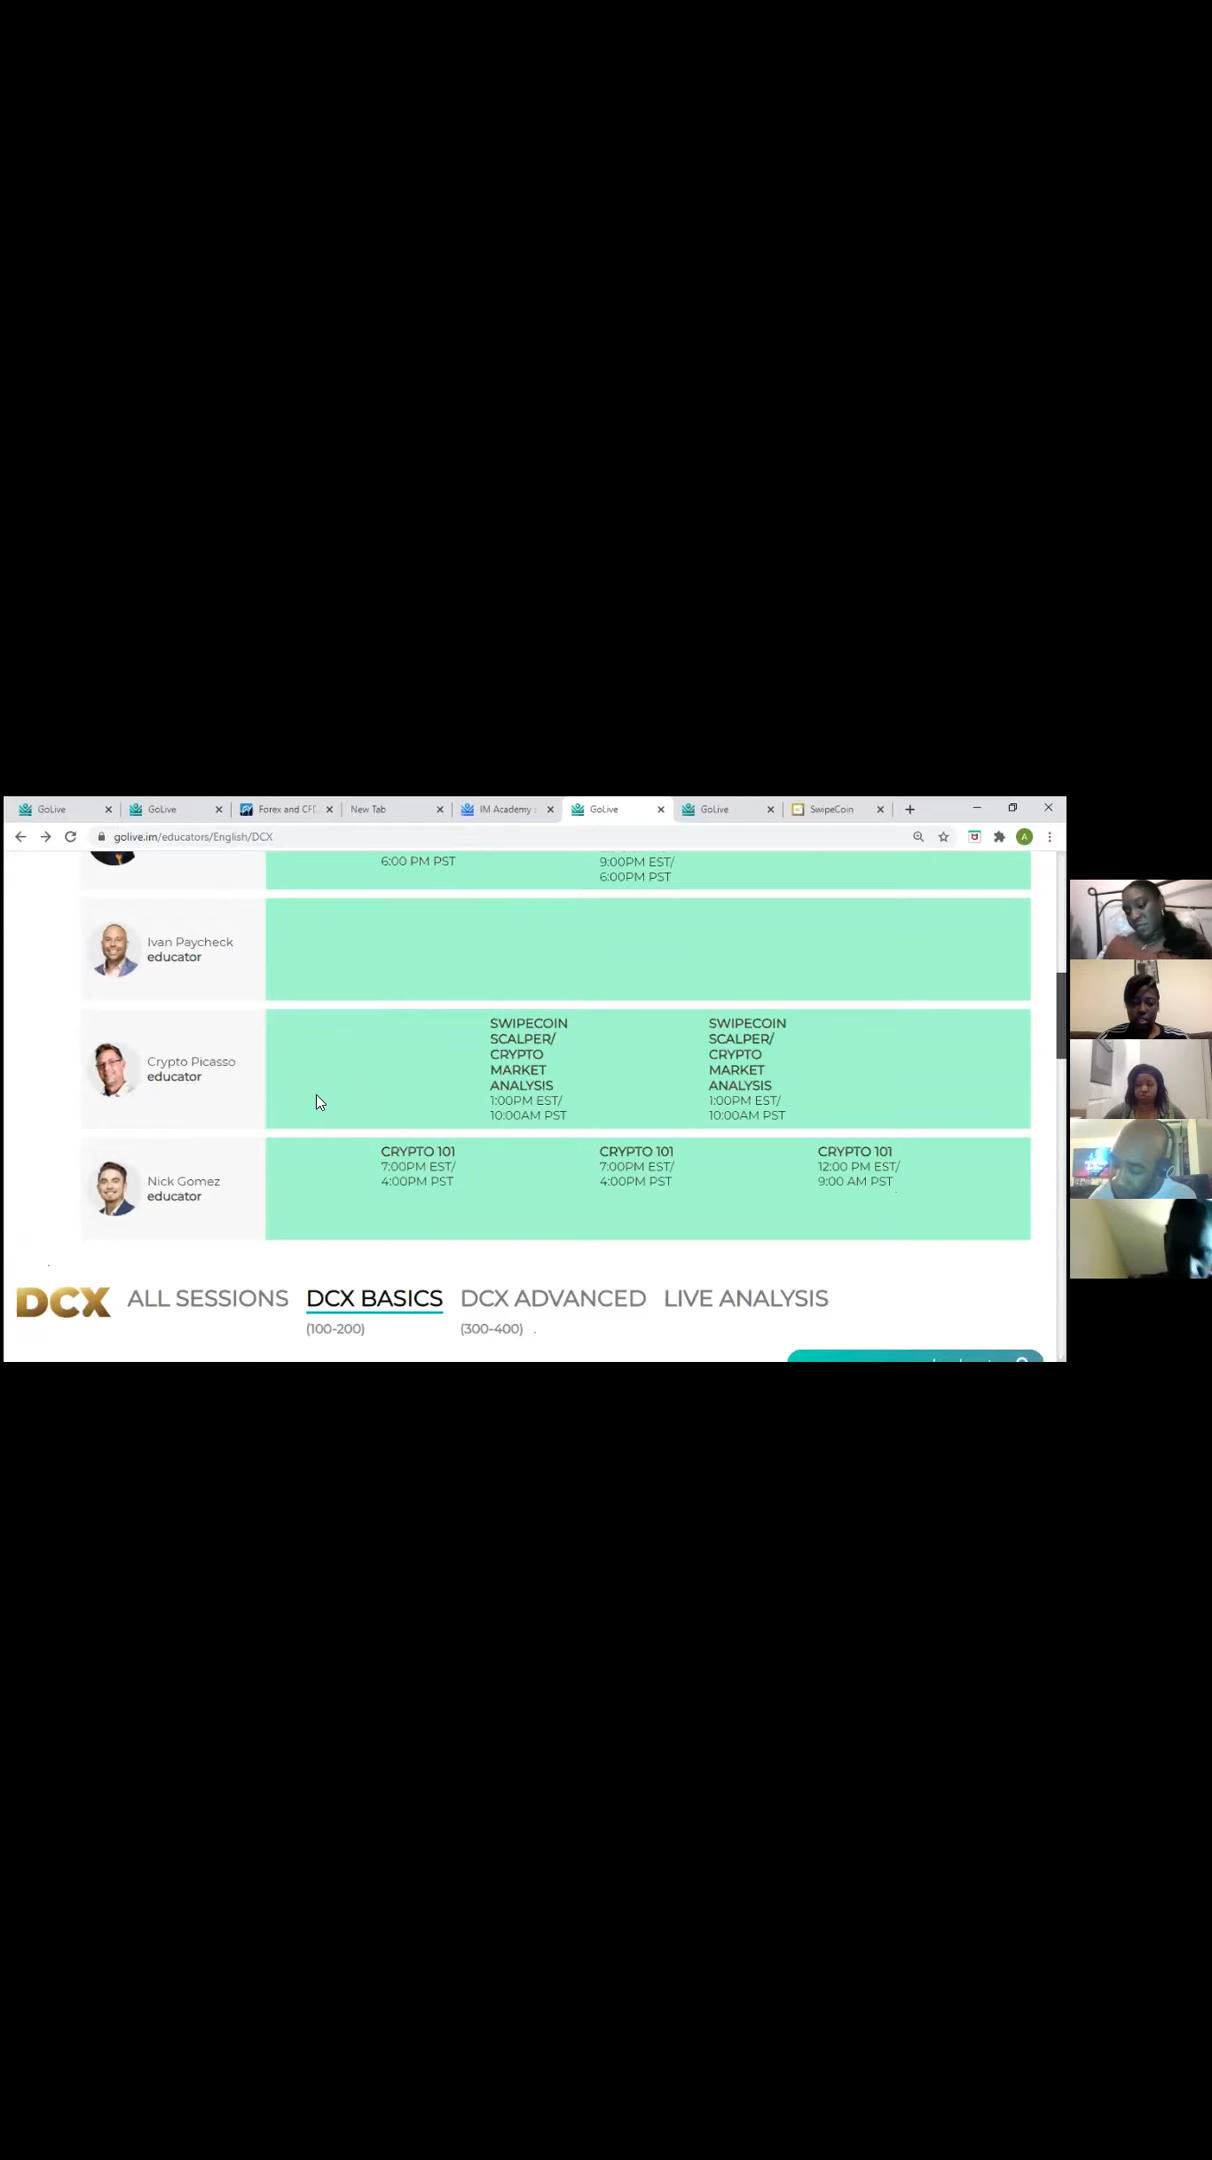 GoLive
GoLive
Forex and CFD
New Tab
IM Academy
GoLive
GoLive
SwipeCoin
golive.im/educators/English/DCX
A
6:00 PM PST
9:00PM EST/
6:00PM PST
Ivan Paycheck
educator
Crypto Picasso
educator
SWIPECOIN
SCALPER/
CRYPTO
MARKET
ANALYSIS
1:00PM EST/
10:00AM PST
SWIPECOIN
SCALPER/
CRYPTO
MARKET
ANALYSIS
1:00PM EST/
10:00AM PST
Nick Gomez
educator
CRYPTO 101
7:00PM EST/
4:00PM PST
CRYPTO 101
7:00PM EST/
4:00PM PST
CRYPTO 101
12:00 PM EST/
9:00 AM PST
DCX ALL SESSIONS DCX BASICS DCX ADVANCED LIVE ANALYSIS
(100-200) (300-400)